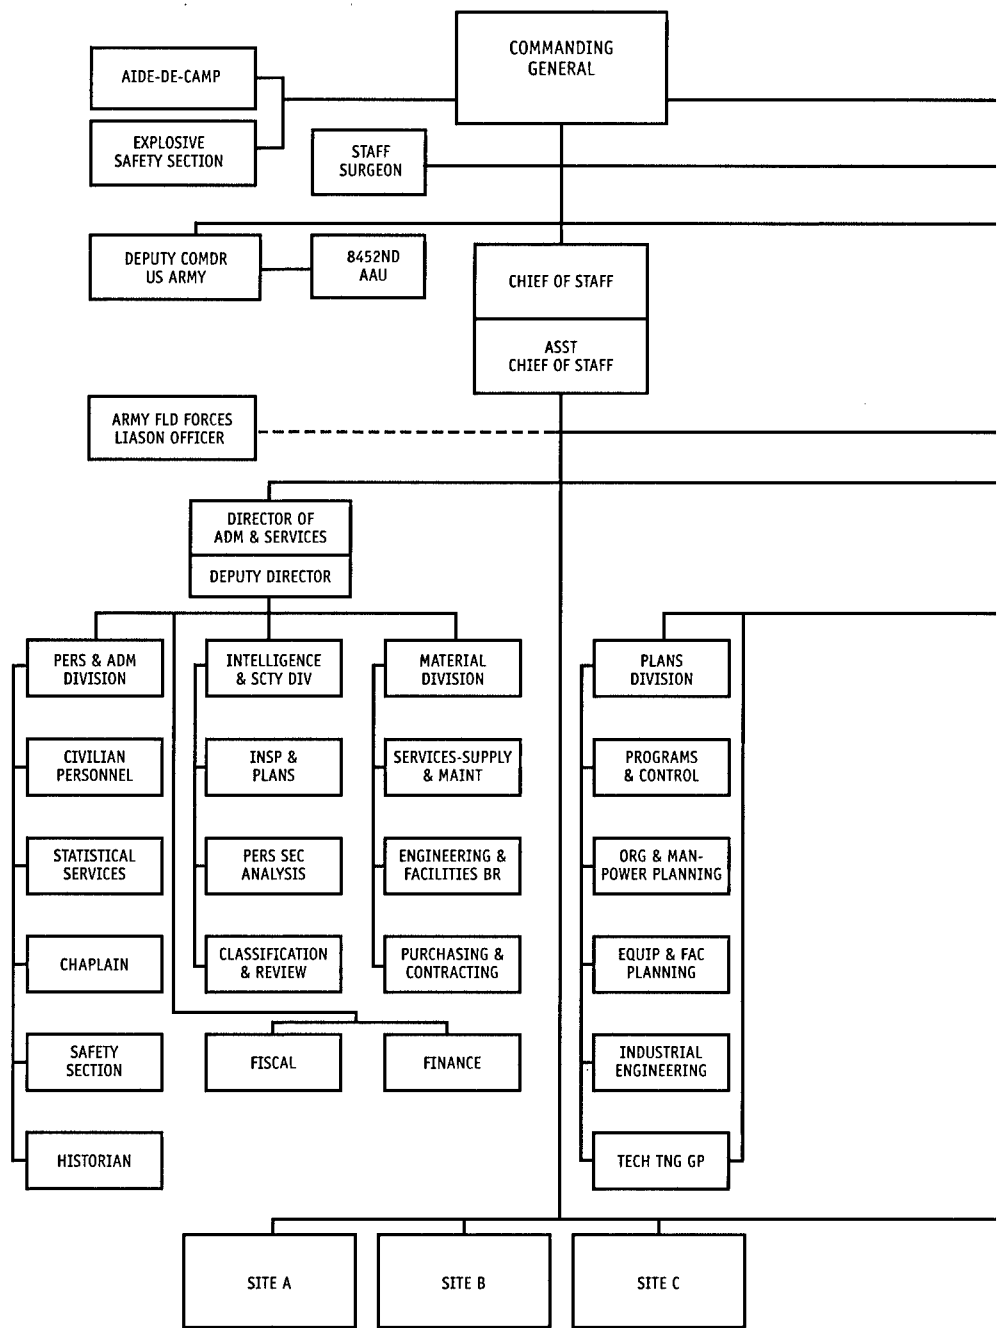 COMMANDING
GENERAL
AIDE-DE-CAMP
EXPLOSIVE
SAFETY SECTION
STAFF
SURGEON
DEPUTY COMDR
US ARMY
8452ND
AAU
CHIEF OF STAFF
ASST
CHIEF OF STAFF
ARMY FLD FORCES
LIASON OFFICER
DIRECTOR OF
ADM & SERVICES
DEPUTY DIRECTOR
PERS & ADM
DIVISION
INTELLIGENCE
& SCTY DIV
MATERIAL
DIVISION
PLANS
DIVISION
CIVILIAN
PERSONNEL
INSP &
PLANS
SERVICES-SUPPLY
& MAINT
PROGRAMS
& CONTROL
STATISTICAL
SERVICES
PERS SEC
ANALYSIS
ENGINEERING &
FACILITIES BR
ORG & MAN-
POWER PLANNING
CHAPLAIN
CLASSIFICATION
& REVIEW
PURCHASING &
CONTRACTING
EQUIP & FAC
PLANNING
SAFETY
SECTION
FISCAL
FINANCE
INDUSTRIAL
ENGINEERING
HISTORIAN
TECH TNG GP
SITE A
SITE B
SITE C